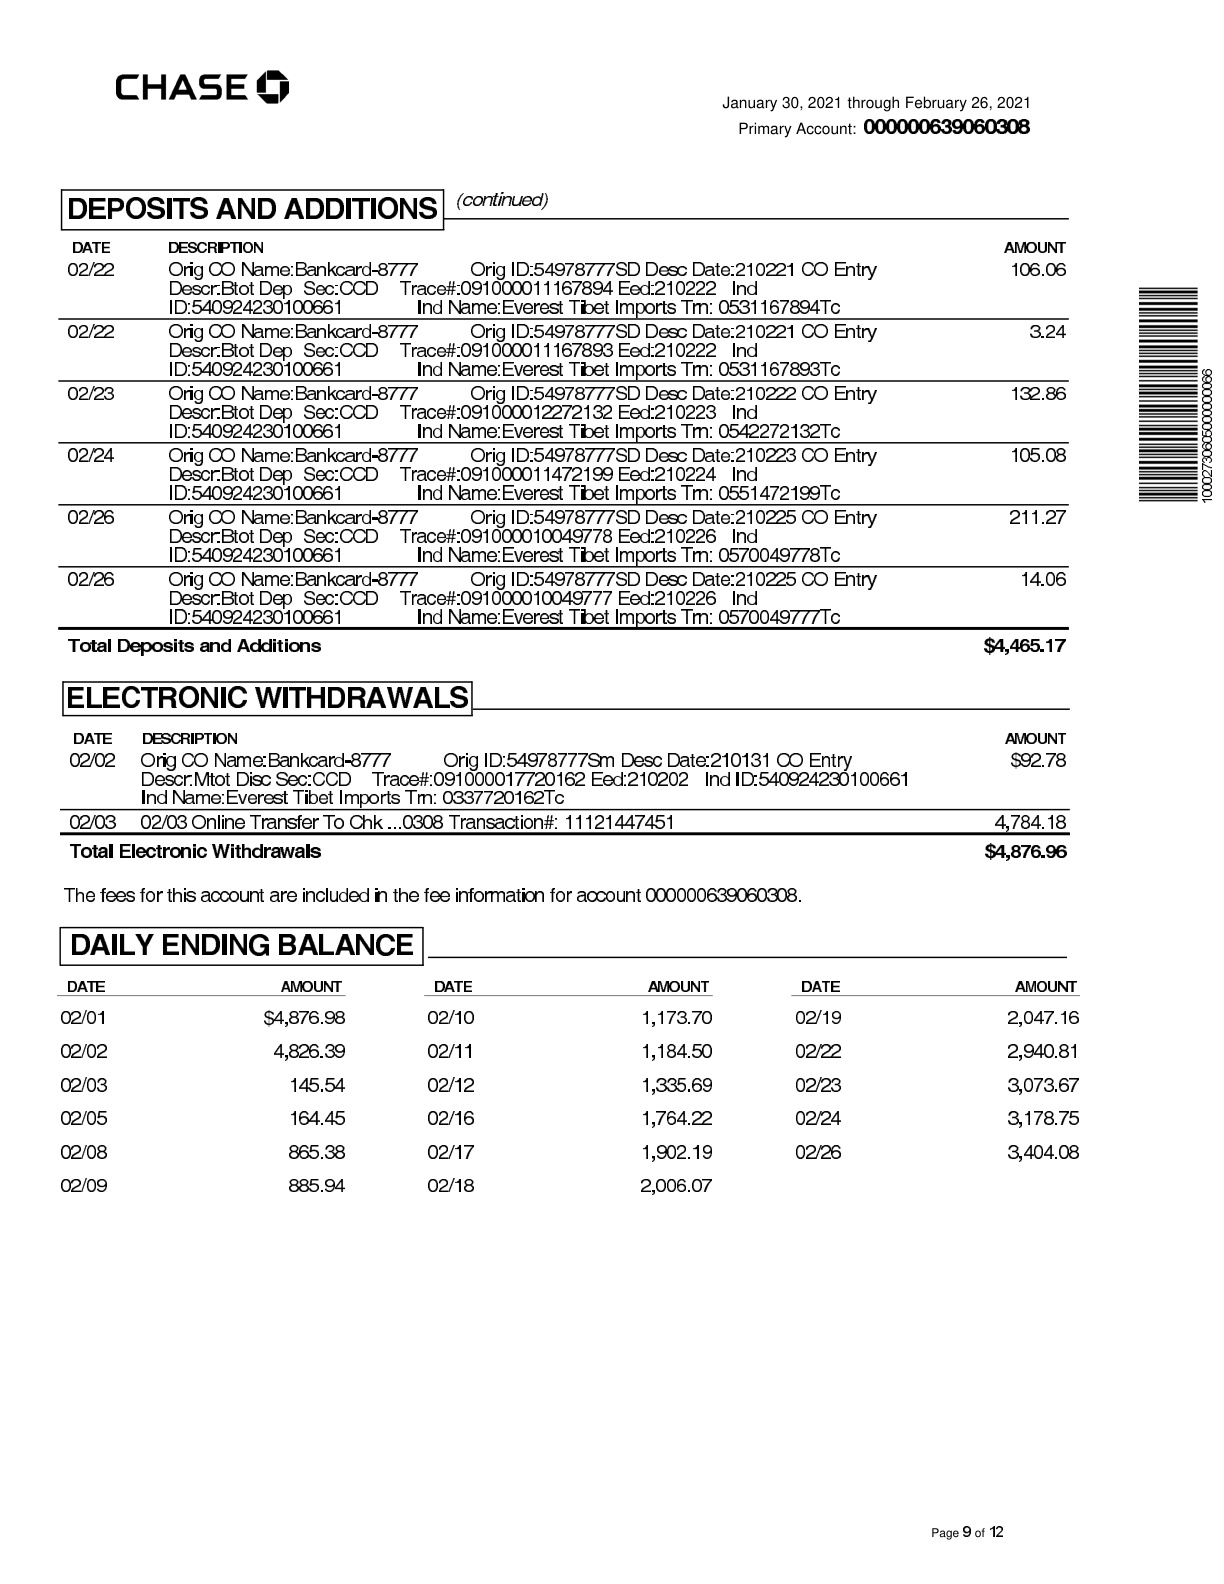 CHASE
January 30, 2021 through February 26, 2021
Primary Account: 000000639060308
DEPOSITS AND ADDITIONS (continued)
DATE DESCRIPTION AMOUNT
02/22 Orig CO Name:Bankcard-8777 Orig ID:54978777SD Desc Date:210221 CO Entry 106.06
Descr:Btot Dep Sec:CCD Trace#:091000011167894 Eed:210222 Ind
ID:540924230100661 Ind Name:Everest Tibet Imports Trn: 0531167894Tc
02/22 Orig CO Name:Bankcard-8777 Orig ID:54978777SD Desc Date:210221 CO Entry 3.24
Descr:Btot Dep Sec:CCD Trace#:091000011167893 Eed:210222 Ind
ID:540924230100661 Ind Name:Everest Tibet Imports Trn: 0531167893Tc
02/23 Orig CO Name:Bankcard-8777 Orig ID:54978777SD Desc Date:210222 CO Entry 132.86
Descr:Btot Dep Sec:CCD Trace#:091000012272132 Eed:210223 Ind
ID:540924230100661 Ind Name:Everest Tibet Imports Trn: 0542272132Tc
02/24 Orig CO Name:Bankcard-8777 Orig ID:54978777SD Desc Date:210223 CO Entry 105.08
Descr:Btot Dep Sec:CCD Trace#:091000011472199 Eed:210224 Ind
ID:540924230100661 Ind Name:Everest Tibet Imports Trn: 0551472199Tc
02/26 Orig CO Name:Bankcard-8777 Orig ID:54978777SD Desc Date:210225 CO Entry 211.27
Descr:Btot Dep Sec:CCD Trace#:091000010049778 Eed:210226 Ind
ID:540924230100661 Ind Name:Everest Tibet Imports Trn: 0570049778Tc
02/26 Orig CO Name:Bankcard-8777 Orig ID:54978777SD Desc Date:210225 CO Entry 14.06
Descr:Btot Dep Sec:CCD Trace#:091000010049777 Eed:210226 Ind
ID:540924230100661 Ind Name:Everest Tibet Imports Trn: 0570049777Tc
Total Deposits and Additions $4,465.17
ELECTRONIC WITHDRAWALS
DATE DESCRIPTION AMOUNT
02/02 Orig CO Name:Bankcard-8777 Orig ID:54978777Sm Desc Date:210131 CO Entry $92.78
Descr:Mtot Disc Sec:CCD Trace#:091000017720162 Eed:210202 Ind ID:540924230100661
Ind Name:Everest Tibet Imports Trn: 0337720162Tc
02/03 02/03 Online Transfer To Chk ...0308 Transaction#: 11121447451 4,784.18
Total Electronic Withdrawals $4,876.96
The fees for this account are included in the fee information for account 000000639060308.
DAILY ENDING BALANCE
DATE AMOUNT DATE AMOUNT DATE AMOUNT
02/01 $4,876.98 02/10 1,173.70 02/19 2,047.16
02/02 4,826.39 02/11 1,184.50 02/22 2,940.81
02/03 145.54 02/12 1,335.69 02/23 3,073.67
02/05 164.45 02/16 1,764.22 02/24 3,178.75
02/08 865.38 02/17 1,902.19 02/26 3,404.08
02/09 885.94 02/18 2,006.07
Page 9 of 12